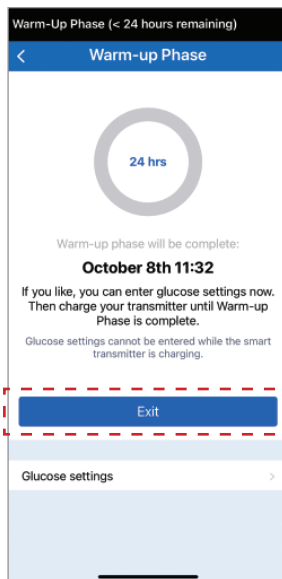 Warm-Up Phase (< 24 hours remaining)
Warm-up Phase
24 hrs
Warm-up phase will be complete:
October 8th 11:32
If you like, you can enter glucose settings now.
Then charge your transmitter until Warm-up
Phase is complete.
Glucose settings cannot be entered while the smart
transmitter is charging.
Exit
Glucose settings